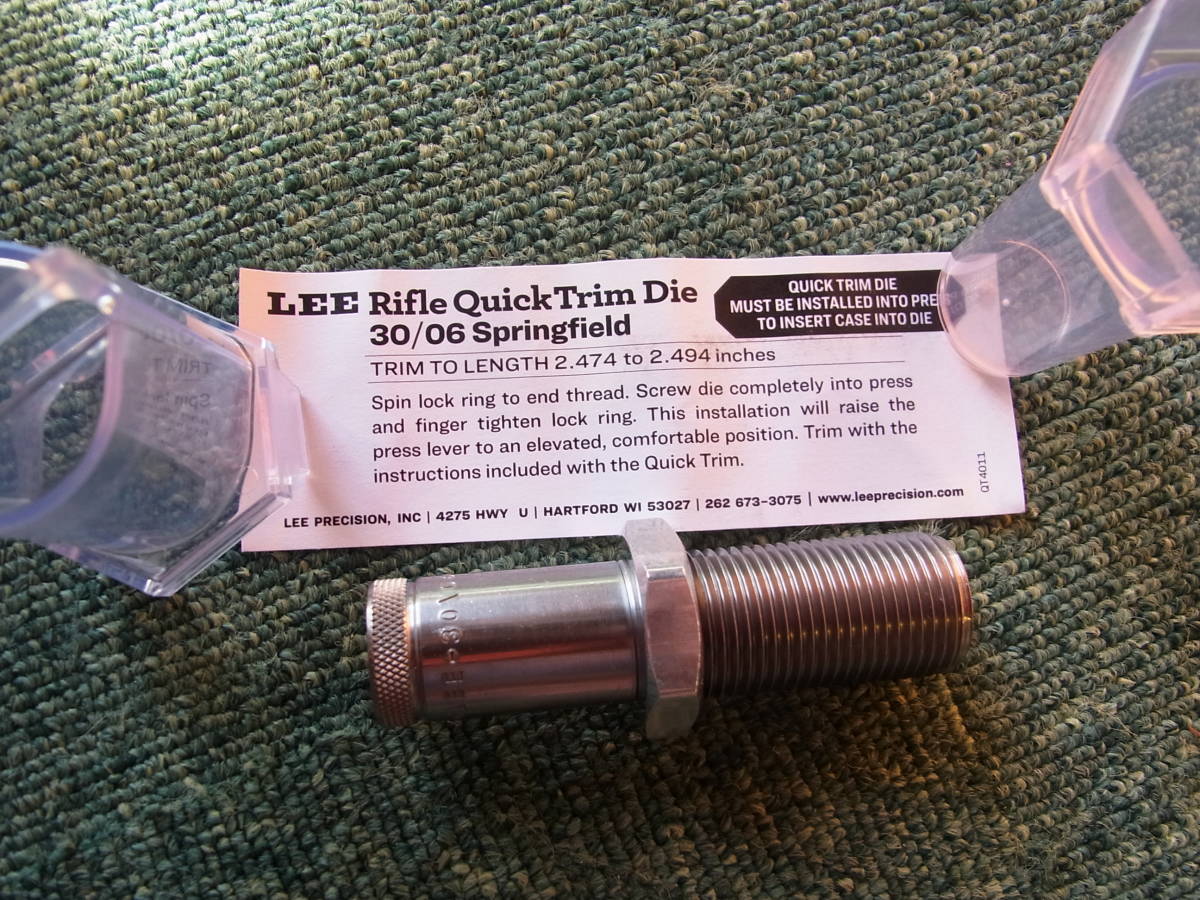 LEE Rifle QuickTrim Die
30/06 Springfield
QUICK TRIM DIE
MUST BE INSTALLED INTO PRE
TO INSERT CASE INTO DIE
TRIM TO LENGTH 2.474 to 2.494 inches
Spin lock ring to end thread. Screw die completely into press
and finger tighten lock ring. This installation will raise the
press lever to an elevated, comfortable position. Trim with the
instructions included with the Quick Trim.
QT4011
LEE PRECISION, INC | 4275 HWY U | HARTFORD WI 53027 | 262 673-3075 | www.leeprecision.com